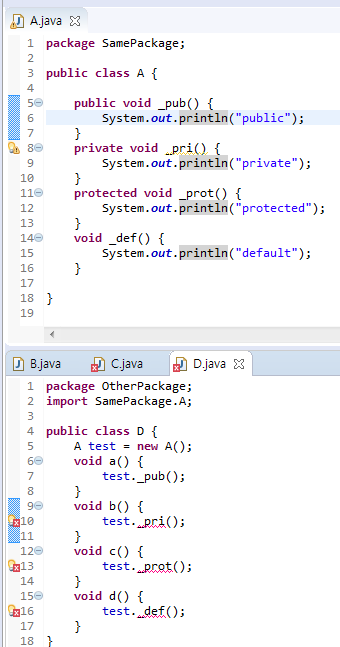 A.java
1 package SamePackage;
2
3 public class A {
4
5 public void _pub() {
6 System.out.println("public");
7 }
8 private void _pri() {
9 System.out.println("private");
10 }
11 protected void _prot() {
12 System.out.println("protected");
13 }
14 void _def() {
15 System.out.println("default");
16 }
17
18 }
19
B.java C.java D.java
1 package OtherPackage;
2 import SamePackage.A;
3
4 public class D {
5 A test = new A();
6 void a() {
7 test._pub();
8 }
9 void b() {
10 test._pri();
11 }
12 void c() {
13 test._prot();
14 }
15 void d() {
16 test._def();
17 }
18 }